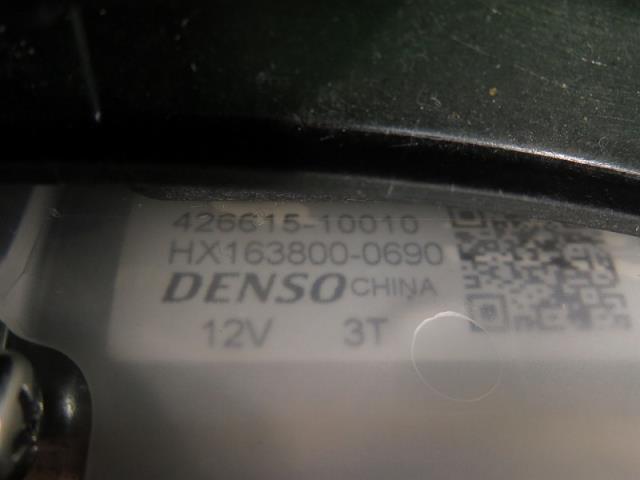 426615-10010
HX163800-0690
DENSO CHINA
12V 3T